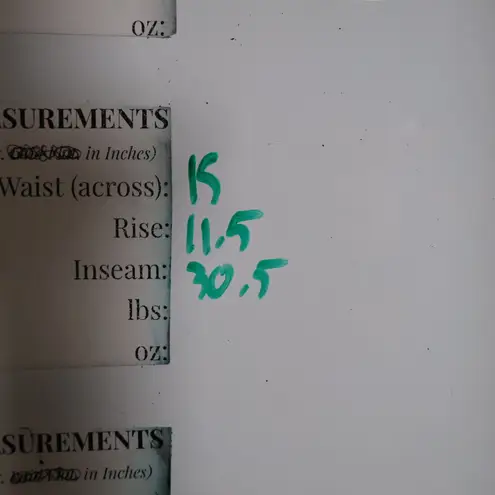 oz:
SUREMENTS
in Inches)
Waist (across): 15
Rise: 11.5
Inseam: 30.5
lbs:
oz:
SUREMENTS
in Inches)